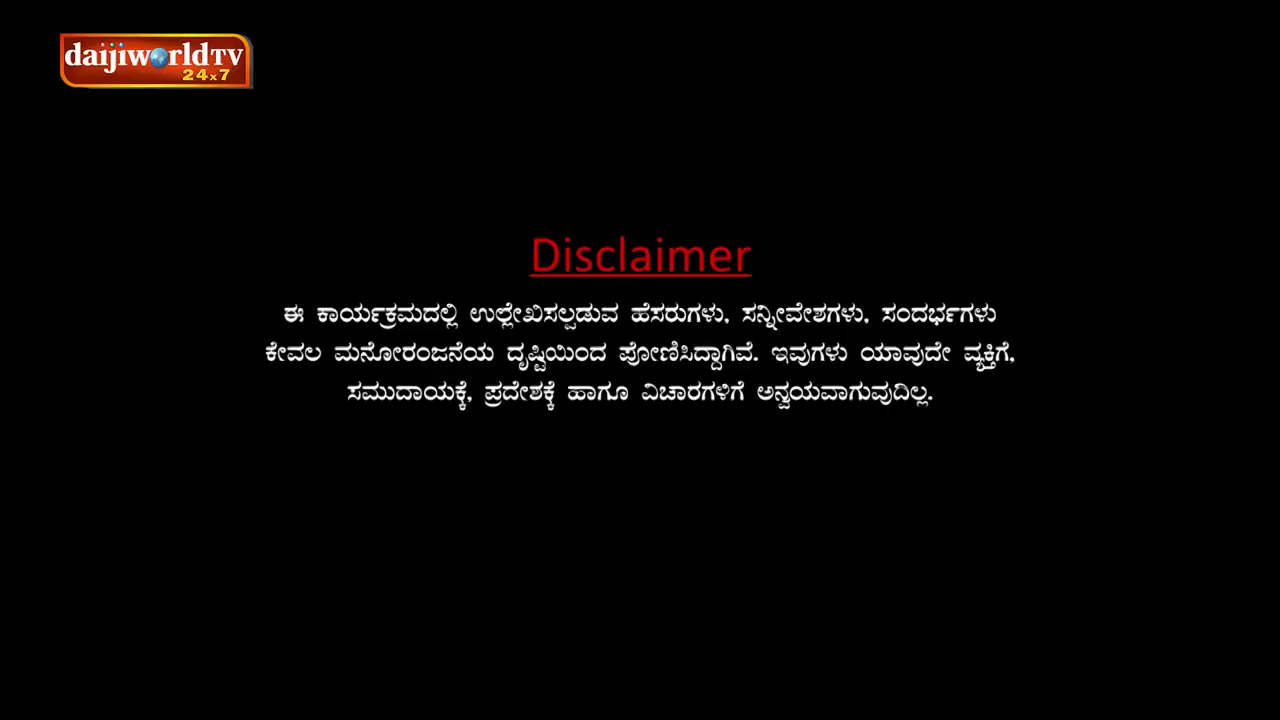 daijiworldTV
24x7
Disclaimer
ಈ ಕಾರ್ಯಕ್ರಮದಲ್ಲಿ ಉಲ್ಲೇಖಿಸಲ್ಪಡುವ ಹೆಸರುಗಳು, ಸನ್ನೀವೇಶಗಳು, ಸಂದರ್ಭಗಳು
ಕೇವಲ ಮನೋರಂಜನೆಯ ದೃಷ್ಟಿಯಿಂದ ಪೋಣಿಸಿದ್ದಾಗಿವೆ. ಇವುಗಳು ಯಾವುದೇ ವ್ಯಕ್ತಿಗೆ,
ಸಮುದಾಯಕ್ಕೆ, ಪ್ರದೇಶಕ್ಕೆ ಹಾಗೂ ವಿಚಾರಗಳಿಗೆ ಅನ್ವಯವಾಗುವುದಿಲ್ಲ.